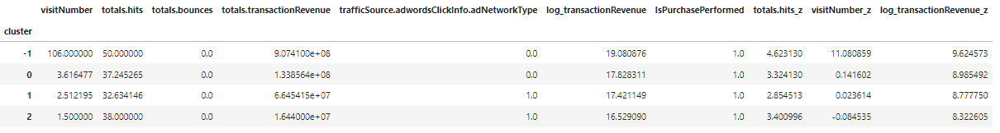 visitNumber totals.hits totals.bounces totals.transactionRevenue trafficSource.adwordsClickInfo.adNetworkType log_transactionRevenue IsPurchasePerformed totals.hits_z visitNumber_z log_transactionRevenue_z
cluster
-1 106.000000 50.000000 0.0 9.074100e+08 0.0 19.080876 1.0 4.623130 11.080859 9.624573
0 3.616477 37.245265 0.0 1.338564e+08 0.0 17.828311 1.0 3.324130 0.141602 8.985492
1 2.512195 32.634146 0.0 6.645415e+07 1.0 17.421149 1.0 2.854513 0.023614 8.777750
2 1.500000 38.000000 0.0 1.644000e+07 1.0 16.529090 1.0 3.400996 -0.084535 8.322605